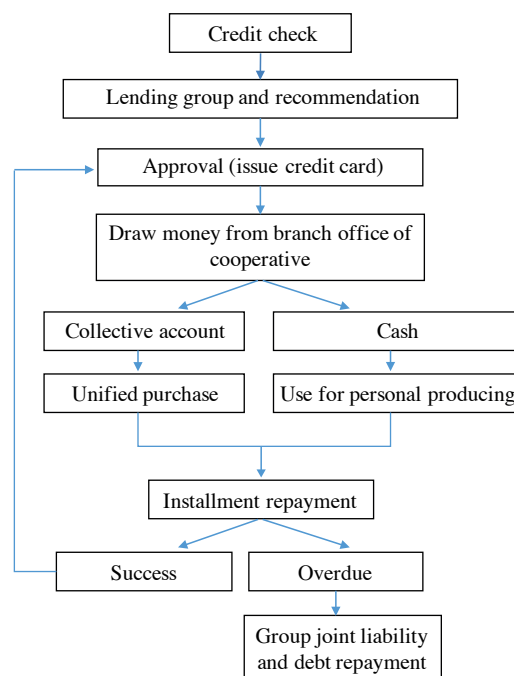 Credit check
Lending group and recommendation
Approval (issue credit card)
Draw money from branch office of
cooperative
Collective account
Cash
Unified purchase
Use for personal producing
Installment repayment
Success
Overdue
Group joint liability
and debt repayment